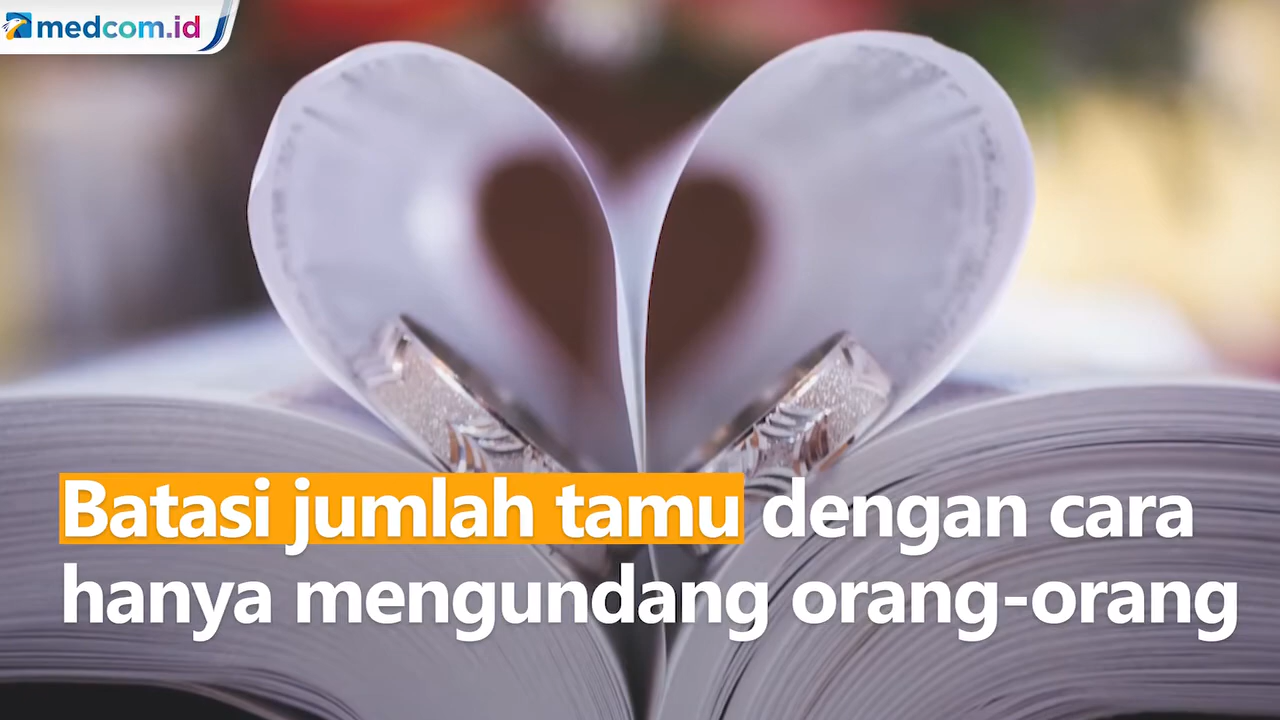 medcom.id
Batasi jumlah tamu dengan cara
hanya mengundang orang-orang